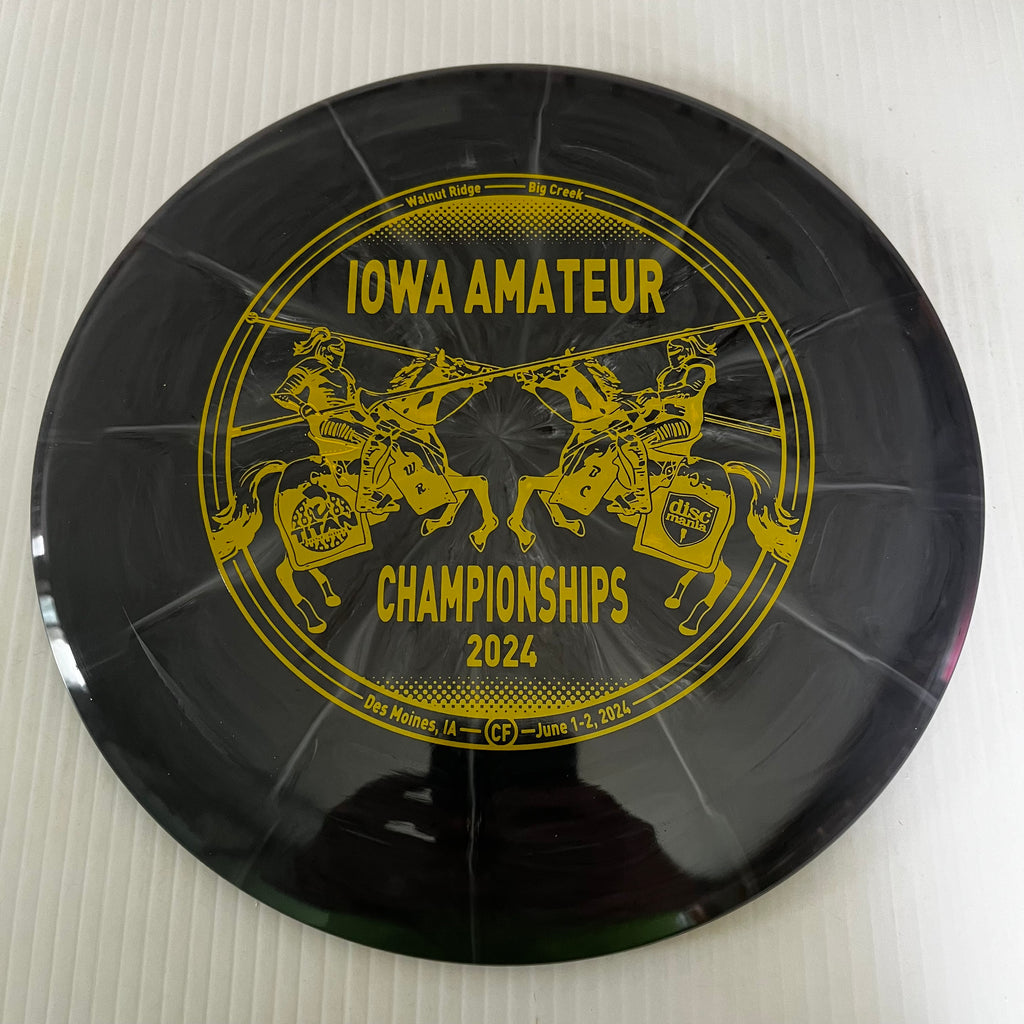 Walnut Ridge — Big Creek
IOWA AMATEUR
W
R
B
C
TITAN
disc
mania
CHAMPIONSHIPS
2024
Des Moines, IA — CF — June 1-2, 2024